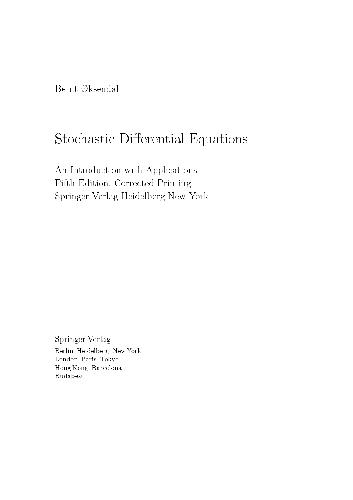 Bernt Øksendal
Stochastic Differential Equations
An Introduction with Applications
Fifth Edition, Corrected Printing
Springer-Verlag Heidelberg New York
Springer-Verlag
Berlin Heidelberg New York
London Paris Tokyo
Hong Kong Barcelona
Budapest